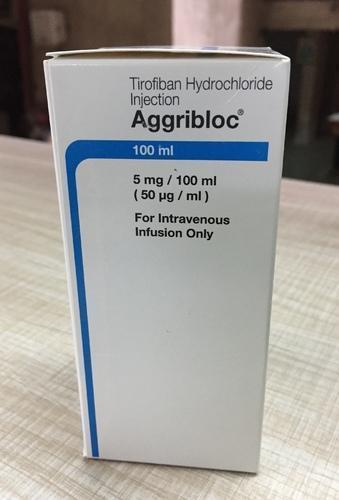 Tirofiban Hydrochloride
Injection
Aggribloc®
100 ml
5 mg / 100 ml
( 50 µg / ml )
For Intravenous
Infusion Only